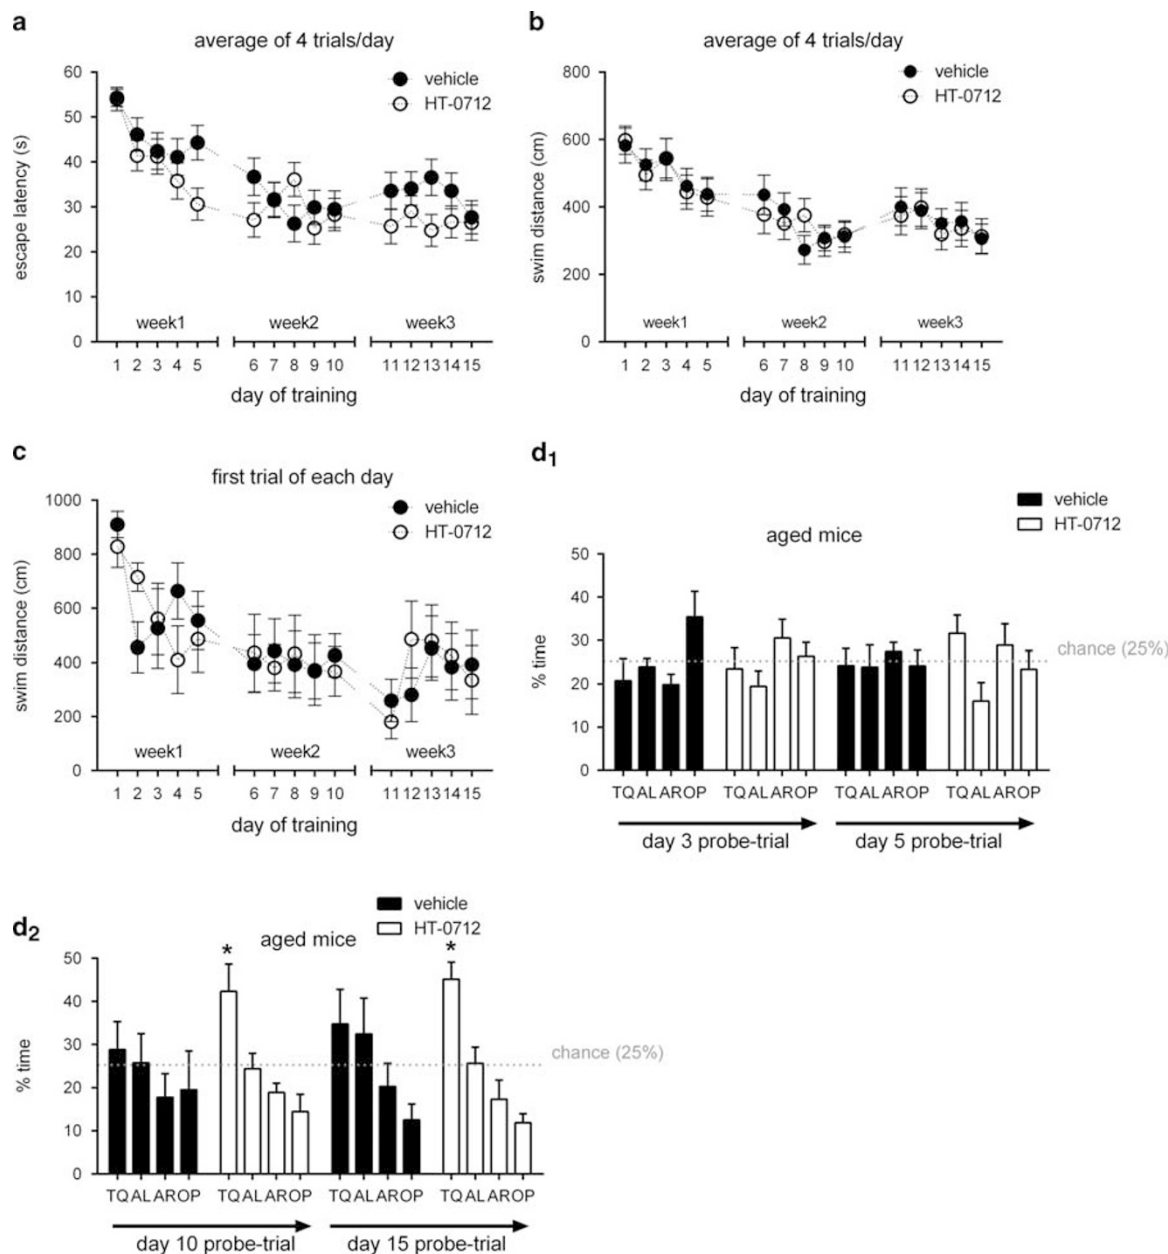 a
average of 4 trials/day
vehicle
HT-0712
escape latency (s)
60
50
40
30
20
10
0
week1 week2 week3
1 2 3 4 5 6 7 8 9 10 11 12 13 14 15
day of training
b
average of 4 trials/day
vehicle
HT-0712
swim distance (cm)
800
600
400
200
0
week1 week2 week3
1 2 3 4 5 6 7 8 9 10 11 12 13 14 15
day of training
c
first trial of each day
vehicle
HT-0712
swim distance (cm)
1000
800
600
400
200
0
week1 week2 week3
1 2 3 4 5 6 7 8 9 10 11 12 13 14 15
day of training
d1
vehicle
HT-0712
aged mice
% time
50
40
30
20
10
0
chance (25%)
TQ AL AR OP TQ AL AR OP TQ AL AR OP TQ AL AR OP
day 3 probe-trial day 5 probe-trial
d2
vehicle
HT-0712
aged mice
* *
% time
50
40
30
20
10
0
chance (25%)
TQ AL AR OP TQ AL AR OP TQ AL AR OP TQ AL AR OP
day 10 probe-trial day 15 probe-trial